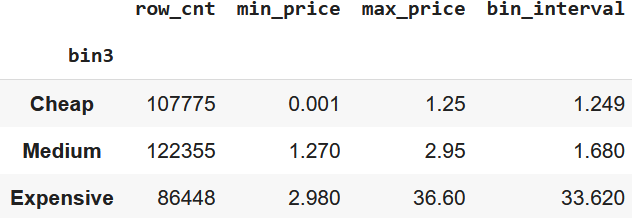 row_cnt min_price max_price bin_interval
bin3
Cheap 107775 0.001 1.25 1.249
Medium 122355 1.270 2.95 1.680
Expensive 86448 2.980 36.60 33.620